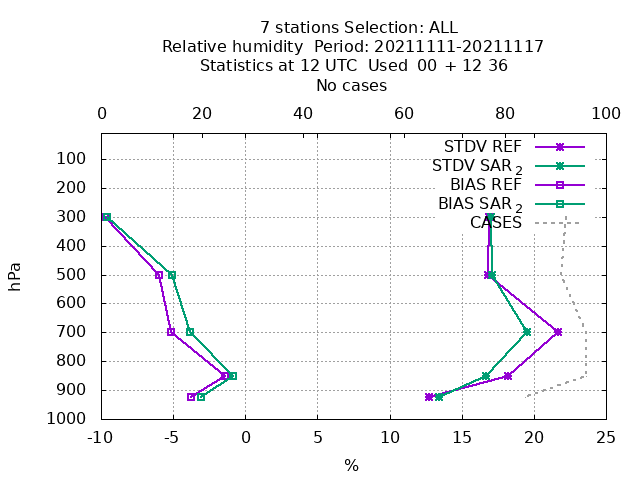 7 stations Selection: ALL
Relative humidity  Period: 20211111-20211117
Statistics at 12 UTC  Used  00 + 12 36
No cases
0 20 40 60 80 100
STDV REF
STDV SAR2
BIAS REF
BIAS SAR2
CASES
hPa
100
200
300
400
500
600
700
800
900
1000
-10 -5 0 5 10 15 20 25
%